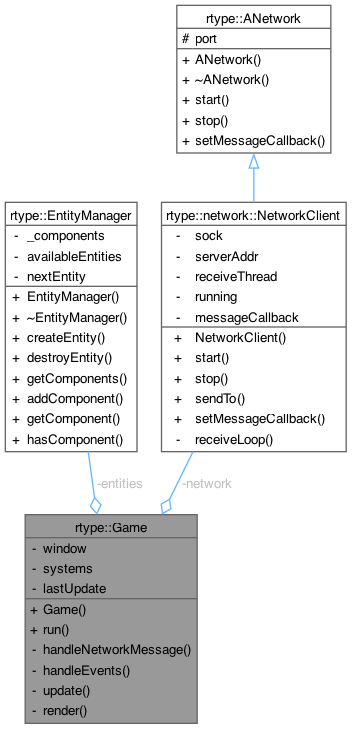 rtype::ANetwork
# port
+ ANetwork()
+ ~ANetwork()
+ start()
+ stop()
+ setMessageCallback()
rtype::EntityManager
- _components
- availableEntities
- nextEntity
+ EntityManager()
+ ~EntityManager()
+ createEntity()
+ destroyEntity()
+ getComponents()
+ addComponent()
+ getComponent()
+ hasComponent()
rtype::network::NetworkClient
- sock
- serverAddr
- receiveThread
- running
- messageCallback
+ NetworkClient()
+ start()
+ stop()
+ sendTo()
+ setMessageCallback()
- receiveLoop()
-entities
-network
rtype::Game
- window
- systems
- lastUpdate
+ Game()
+ run()
- handleNetworkMessage()
- handleEvents()
- update()
- render()